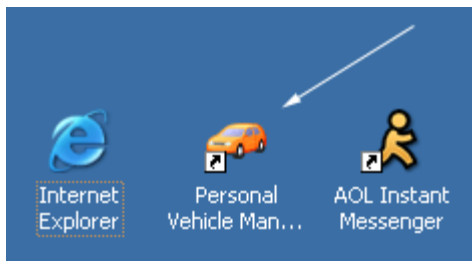 Internet
Explorer
Personal
Vehicle Man...
AOL Instant
Messenger